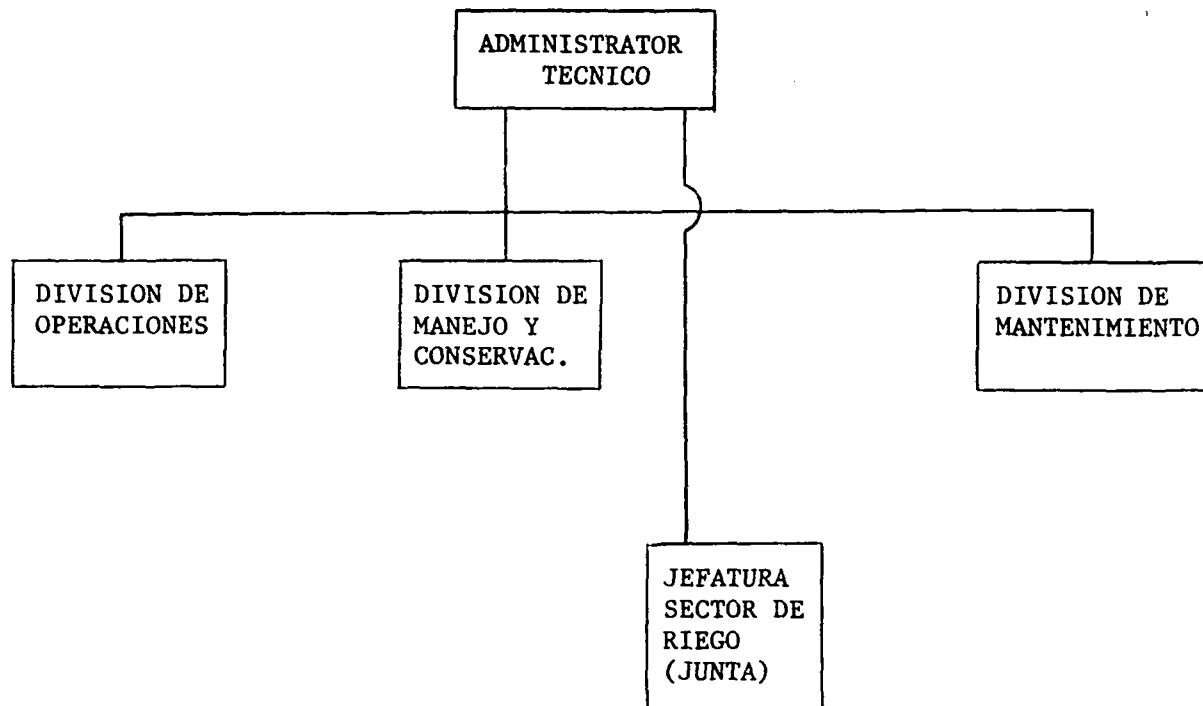 ADMINISTRATOR
TECNICO
DIVISION DE
OPERACIONES
DIVISION DE
MANEJO Y
CONSERVAC.
DIVISION DE
MANTENIMIENTO
JEFATURA
SECTOR DE
RIEGO
(JUNTA)